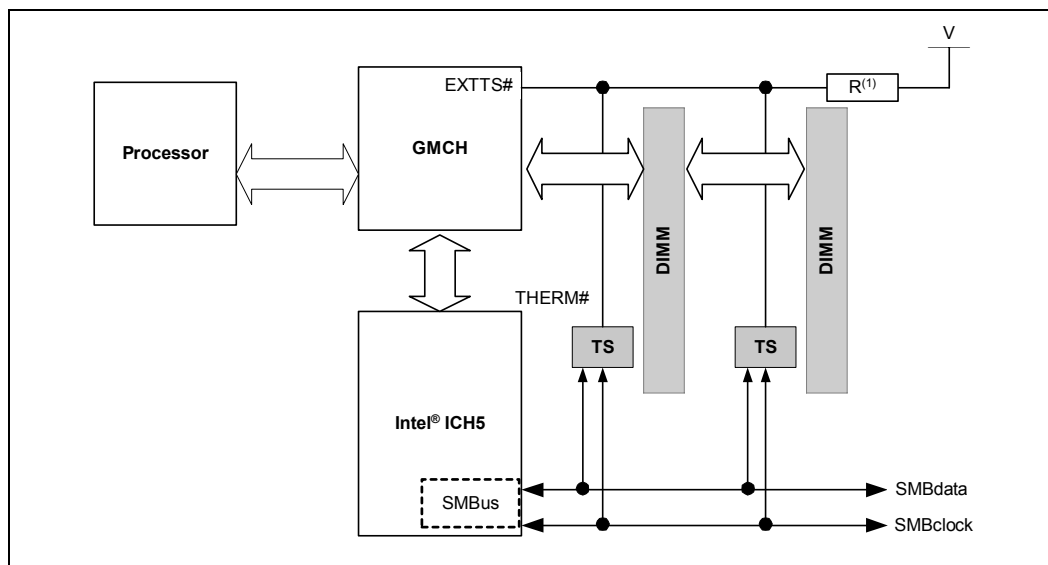 V
EXTTS#
R(1)
Processor
GMCH
DIMM
DIMM
THERM#
TS
TS
Intel® ICH5
SMBus
SMBdata
SMBclock